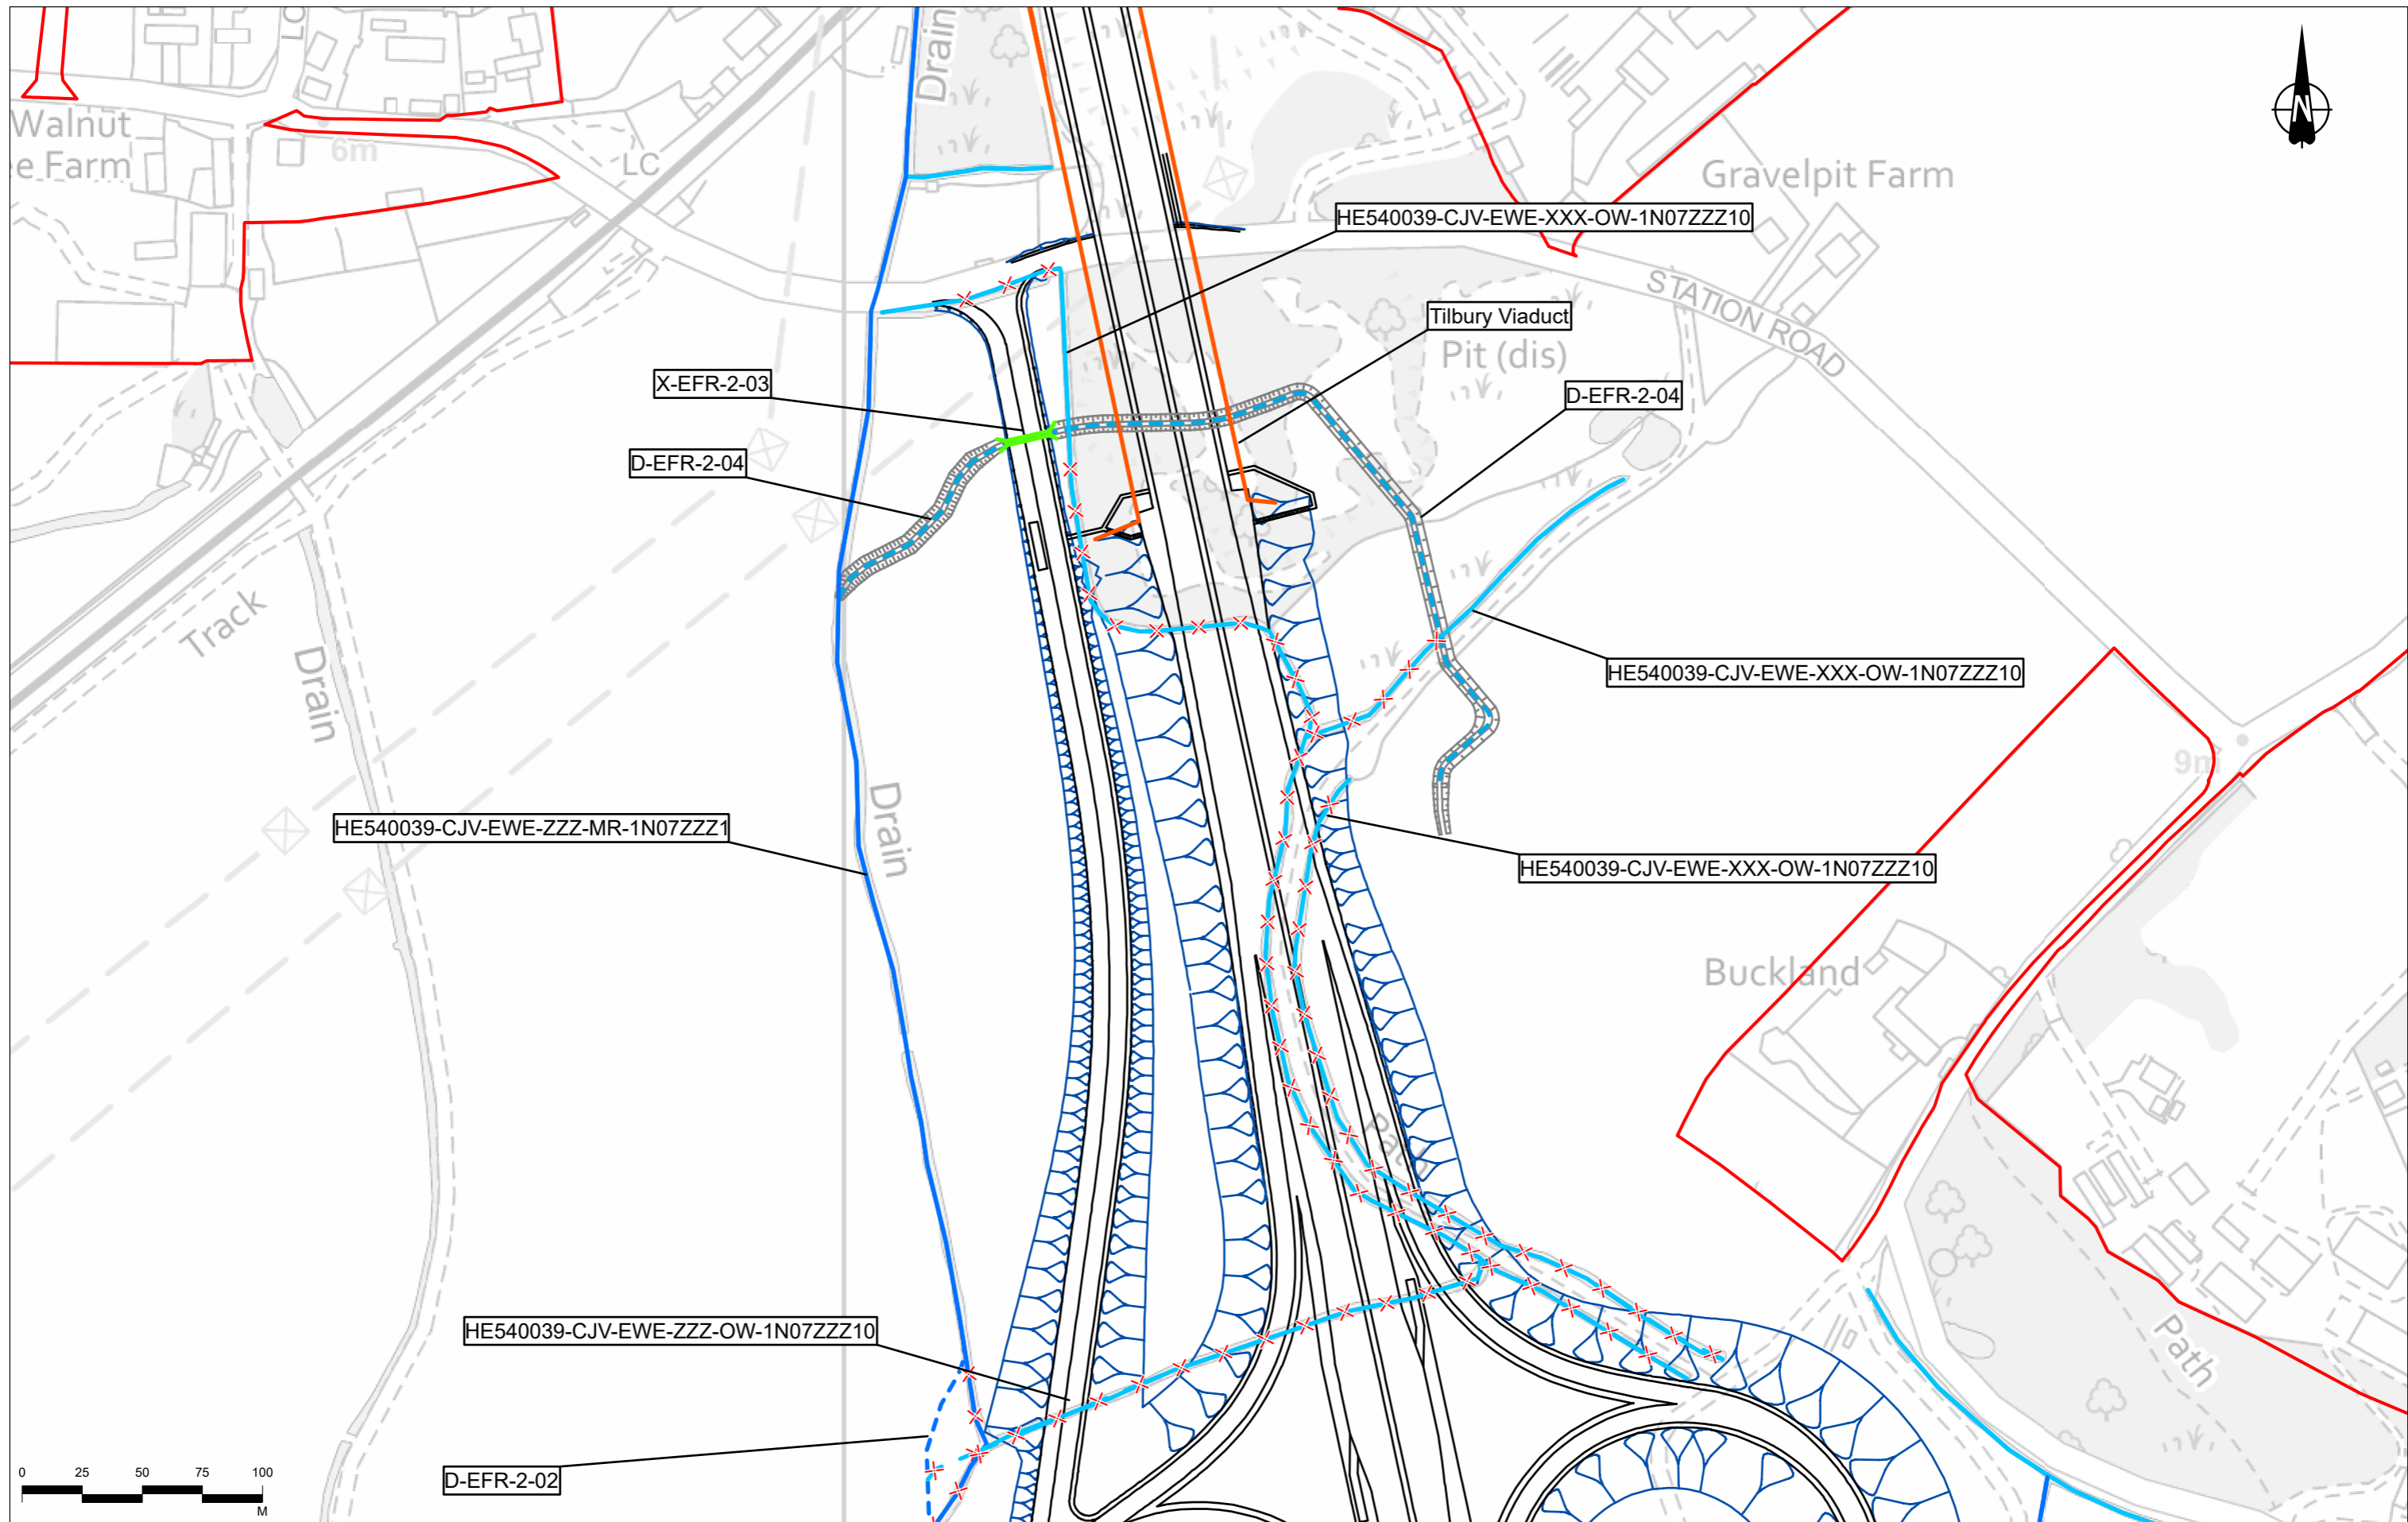 LC
Drain
Walnut
e Farm
6m
LC
N
Gravelpit Farm
HE540039-CJV-EWE-XXX-OW-1N07ZZZ10
STATION ROAD
Tilbury Viaduct
Pit (dis)
X-EFR-2-03
D-EFR-2-04
D-EFR-2-04
Track
Drain
HE540039-CJV-EWE-XXX-OW-1N07ZZZ10
9m
Drain
HE540039-CJV-EWE-ZZZ-MR-1N07ZZZ1
HE540039-CJV-EWE-XXX-OW-1N07ZZZ10
Buckland
Path
HE540039-CJV-EWE-ZZZ-OW-1N07ZZZ10
Path
D-EFR-2-02
0 25 50 75 100
M